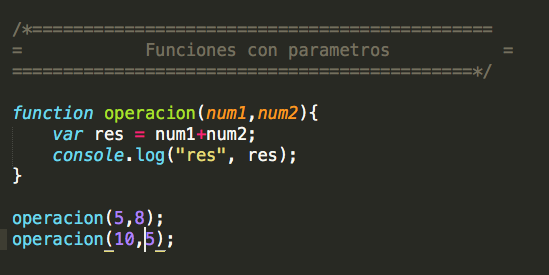 /*=============================================
=            Funciones con parametros           =
=============================================*/
function operacion(num1,num2){
    var res = num1+num2;
    console.log("res", res);
}
operacion(5,8);
operacion(10,5);